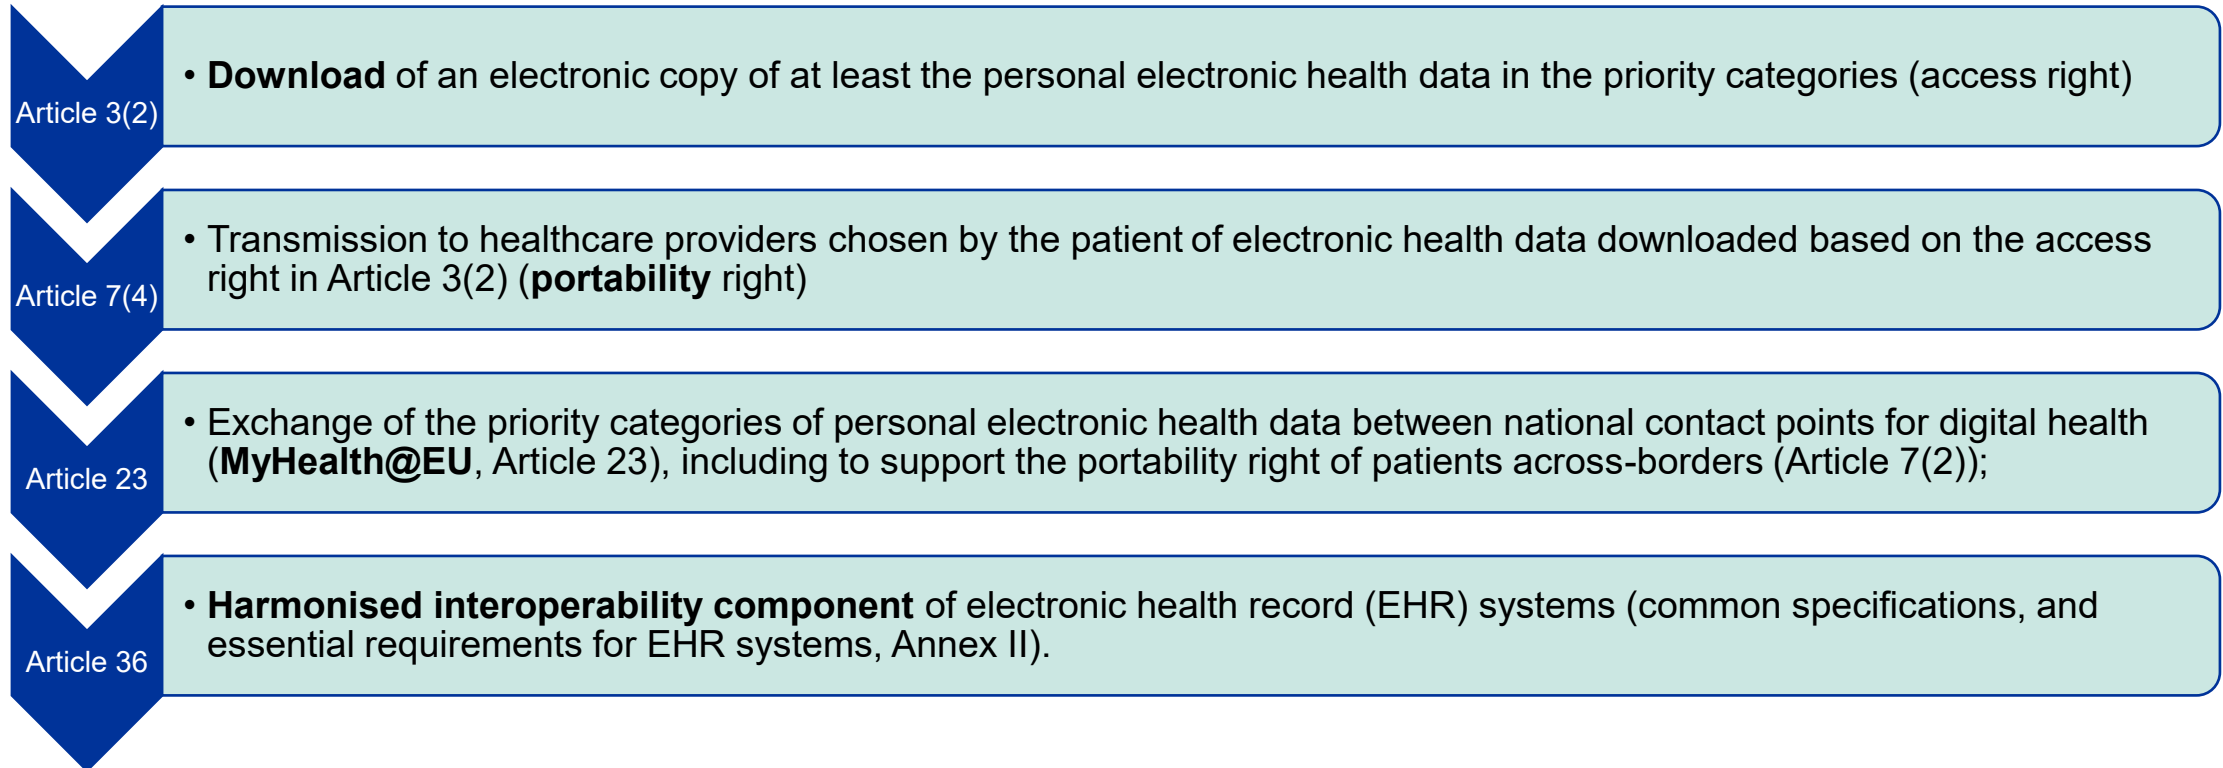 Article 3(2)
• Download of an electronic copy of at least the personal electronic health data in the priority categories (access right)
Article 7(4)
• Transmission to healthcare providers chosen by the patient of electronic health data downloaded based on the access
right in Article 3(2) (portability right)
Article 23
• Exchange of the priority categories of personal electronic health data between national contact points for digital health
(MyHealth@EU, Article 23), including to support the portability right of patients across-borders (Article 7(2));
Article 36
• Harmonised interoperability component of electronic health record (EHR) systems (common specifications, and
essential requirements for EHR systems, Annex II).